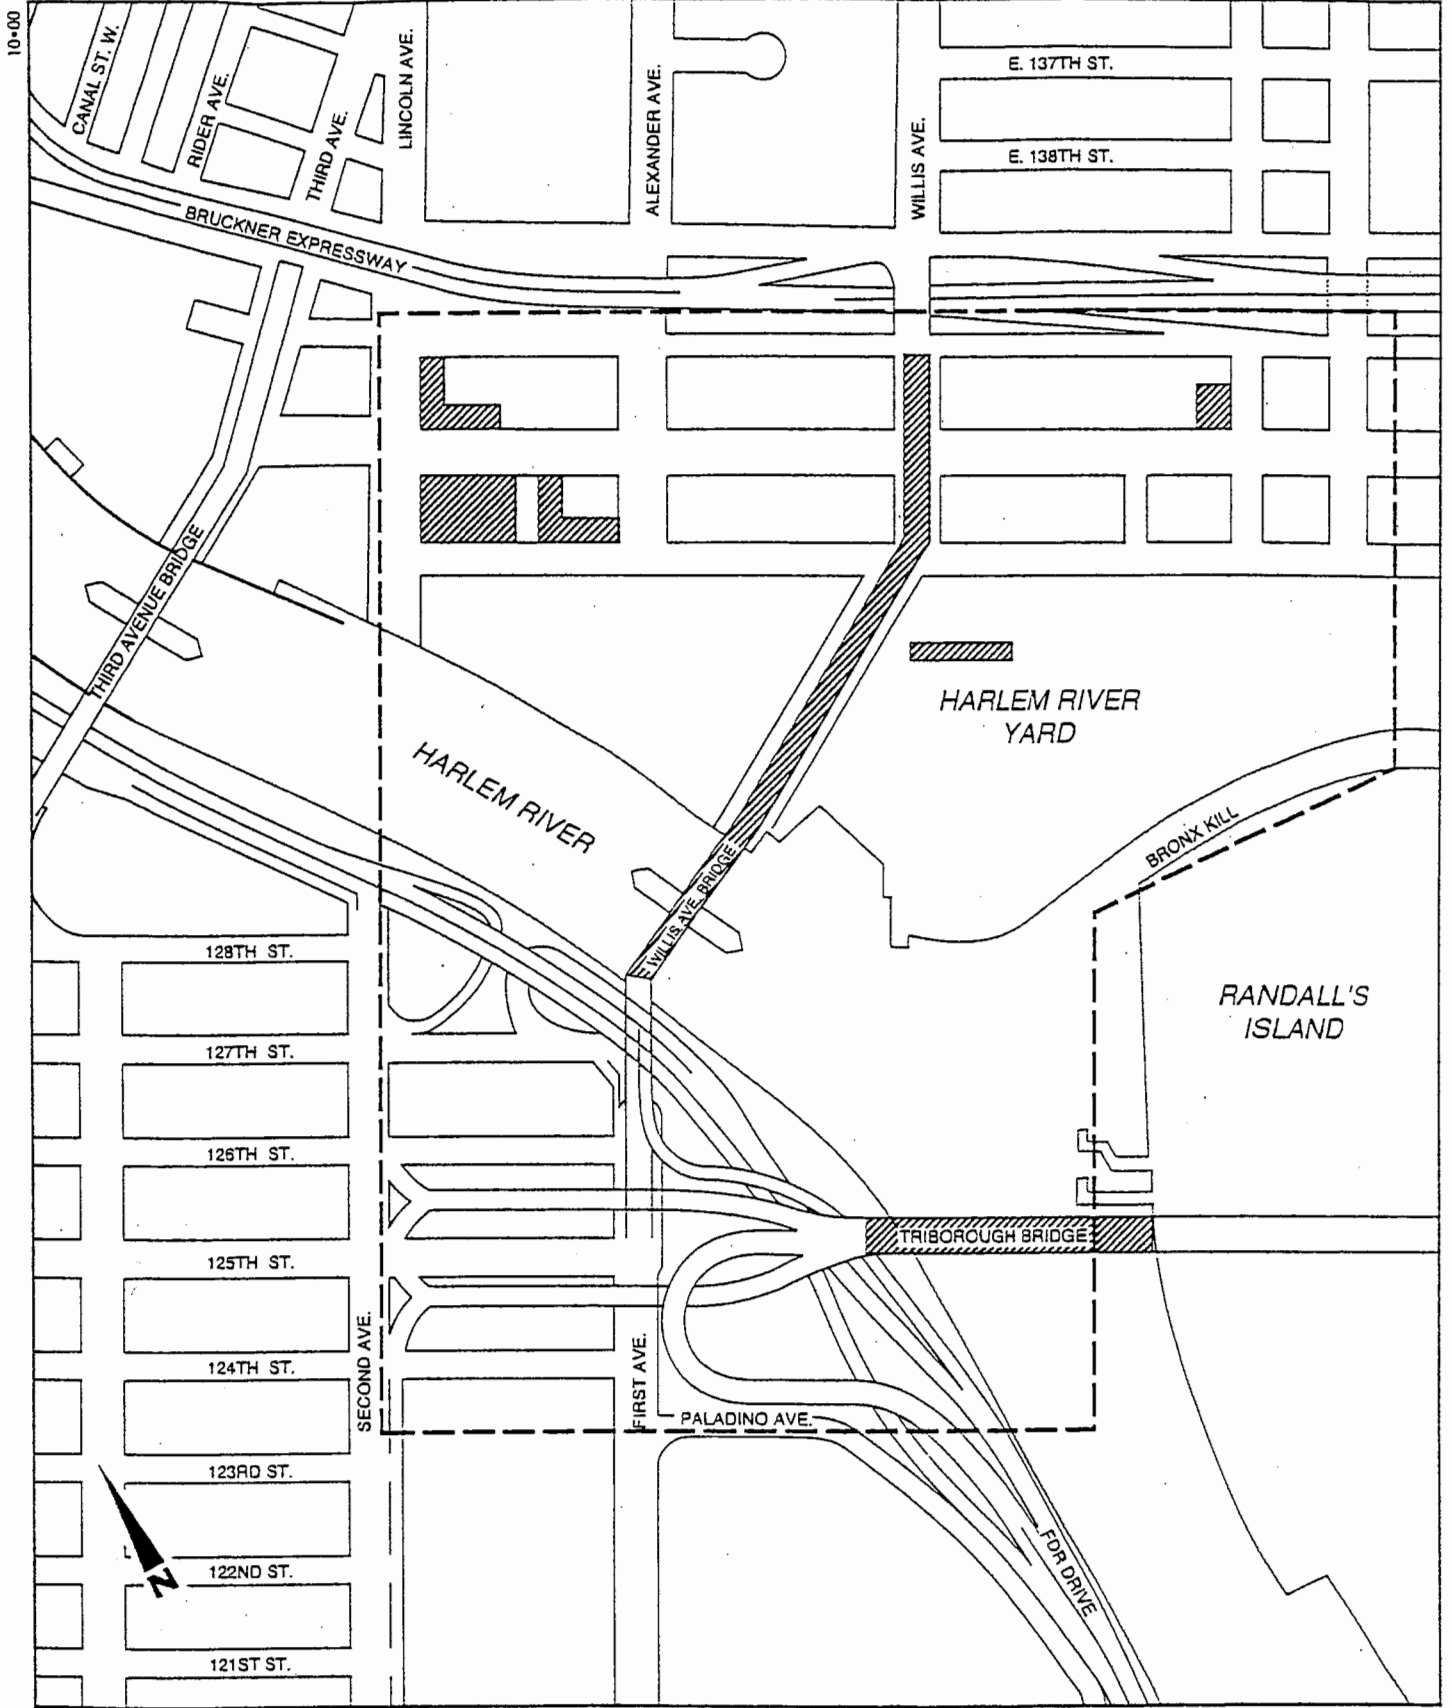 10•00
CANAL ST. W.
RIDER AVE.
THIRD AVE.
LINCOLN AVE.
ALEXANDER AVE.
WILLIS AVE.
E. 137TH ST.
E. 138TH ST.
BRUCKNER EXPRESSWAY
THIRD AVENUE BRIDGE
HARLEM RIVER
YARD
HARLEM RIVER
WILLIS AVE. BRIDGE
BRONX KILL
RANDALL'S
ISLAND
128TH ST.
127TH ST.
126TH ST.
TRIBOROUGH BRIDGE
125TH ST.
SECOND AVE.
FIRST AVE.
124TH ST.
PALADINO AVE.
123RD ST.
FDR DRIVE
N
122ND ST.
121ST ST.